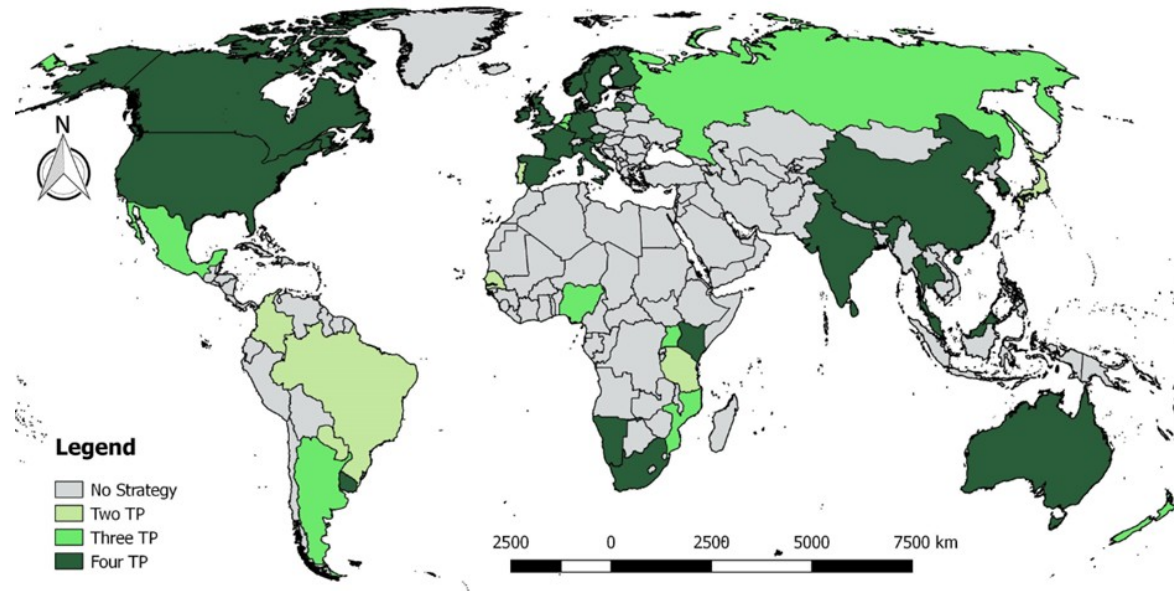 N
Legend
No Strategy
Two TP
Three TP
Four TP
2500 0 2500 5000 7500 km